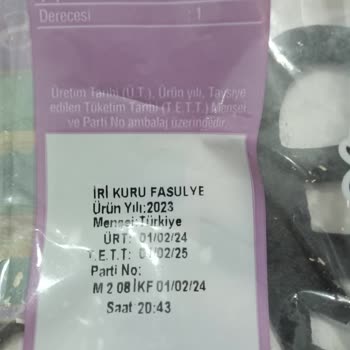 Derecesi : 1
Üretim Tarihi (Ü.T.), Ürün yılı, Tavsiye
edilen Tüketim Tarihi (T.E.T.T.) Menşei
ve Parti No ambalaj üzerindedir.
İRİ KURU FASULYE
Ürün Yılı:2023
Menşei:Türkiye
ÜRT: 01/02/24
T.E.T.T: 01/02/25
Parti No:
M 2 08 İKF 01/02/24
Saat 20:43